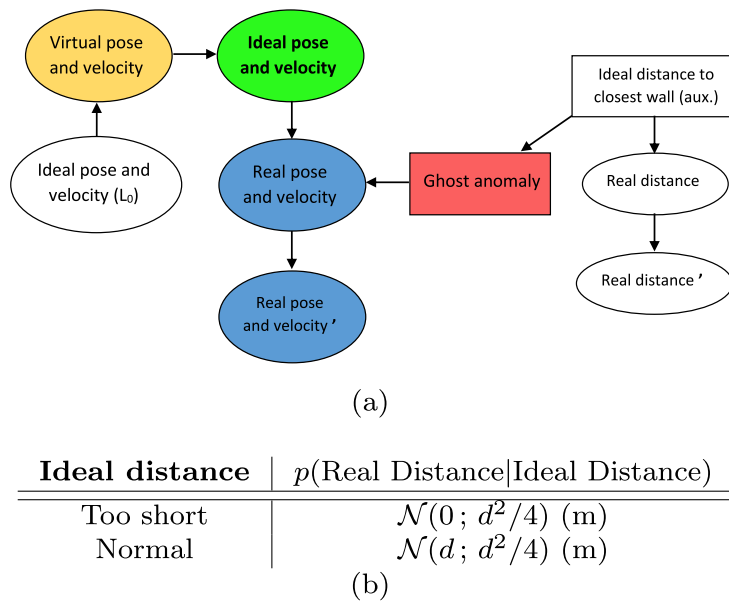 Virtual pose
and velocity
Ideal pose
and velocity
Ideal distance to
closest wall (aux.)
Ideal pose and
velocity (L₀)
Real pose
and velocity
Ghost anomaly
Real distance
Real pose
and velocity ′
Real distance ′
(a)
Ideal distance p(Real Distance|Ideal Distance)
Too short 𝒩(0 ; d²/4) (m)
Normal 𝒩(d ; d²/4) (m)
(b)